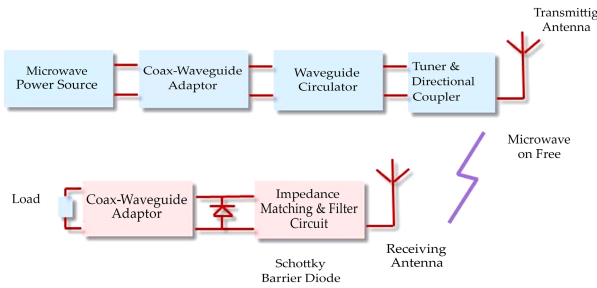 Transmittig
Antenna
Microwave
Power Source
Coax-Waveguide
Adaptor
Waveguide
Circulator
Tuner &
Directional
Coupler
Microwave
on Free
Load
Coax-Waveguide
Adaptor
Impedance
Matching & Filter
Circuit
Receiving
Antenna
Schottky
Barrier Diode